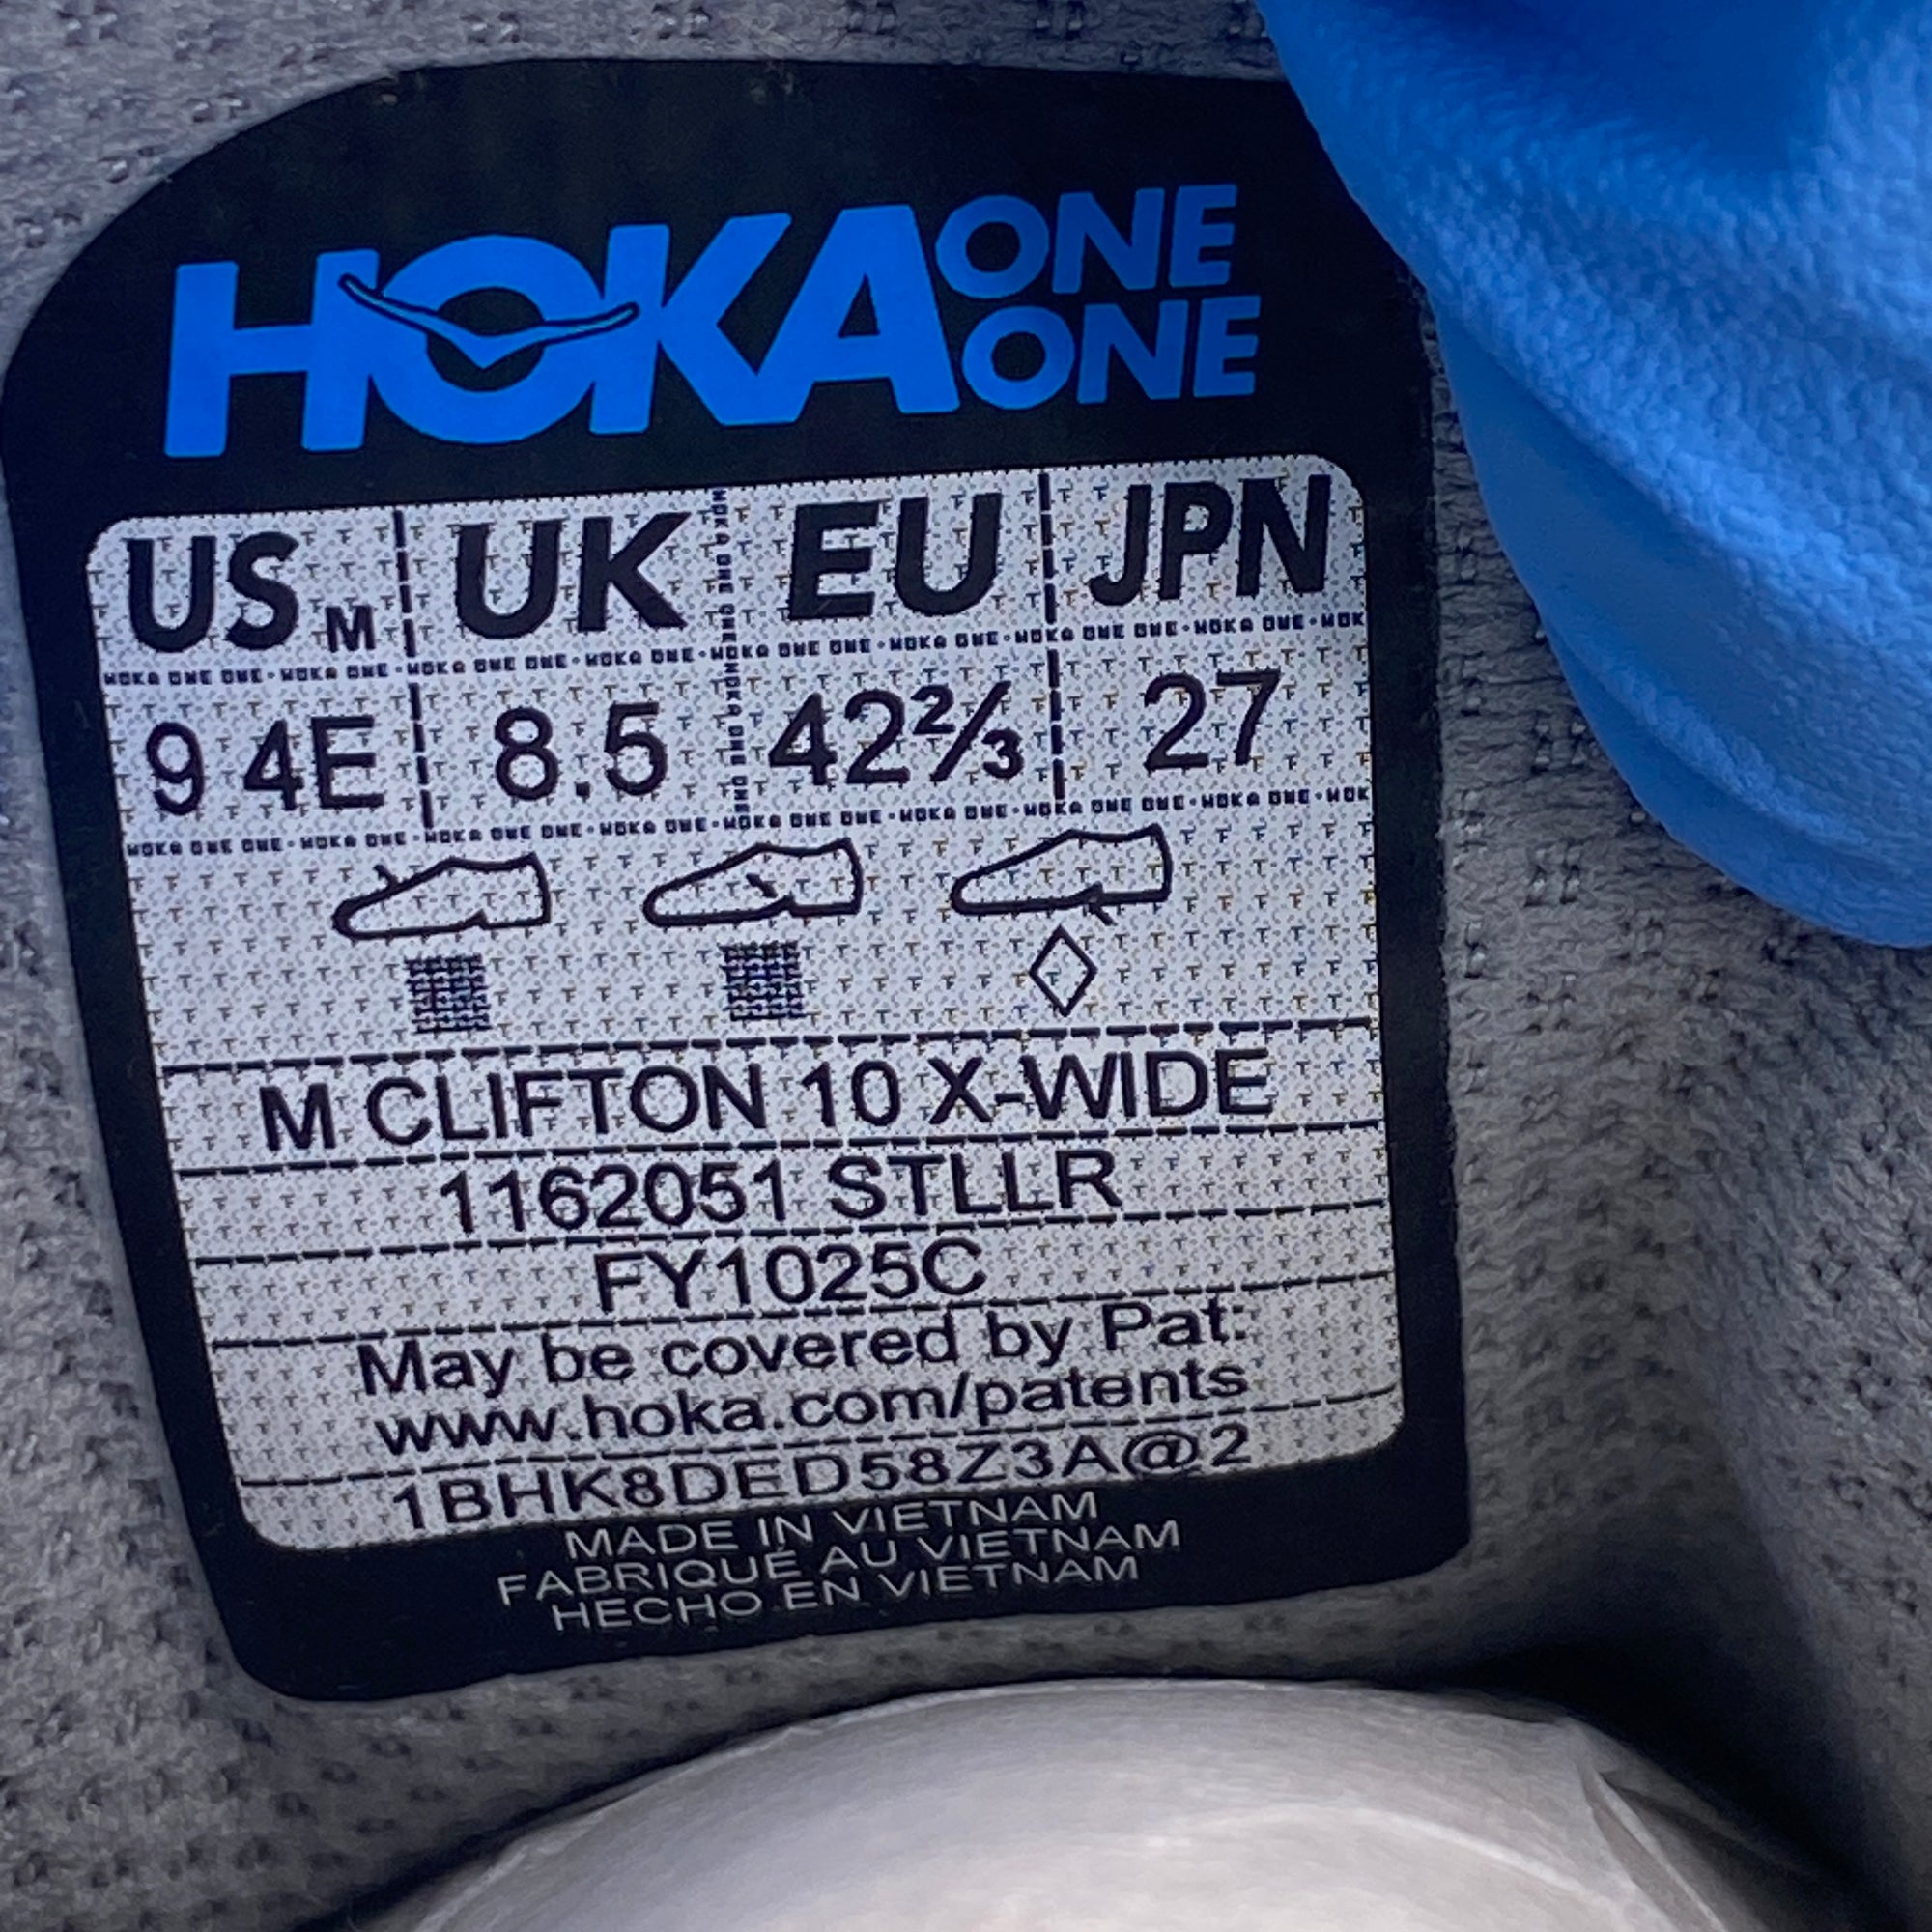 HOKA ONE ONE
US M UK EU JPN
9 4E 8.5 42⅔ 27
M CLIFTON 10 X-WIDE
1162051 STLLR
FY1025C
May be covered by Pat:
www.hoka.com/patents
1BHK8DED58Z3A@2
MADE IN VIETNAM
FABRIQUÉ AU VIETNAM
HECHO EN VIETNAM